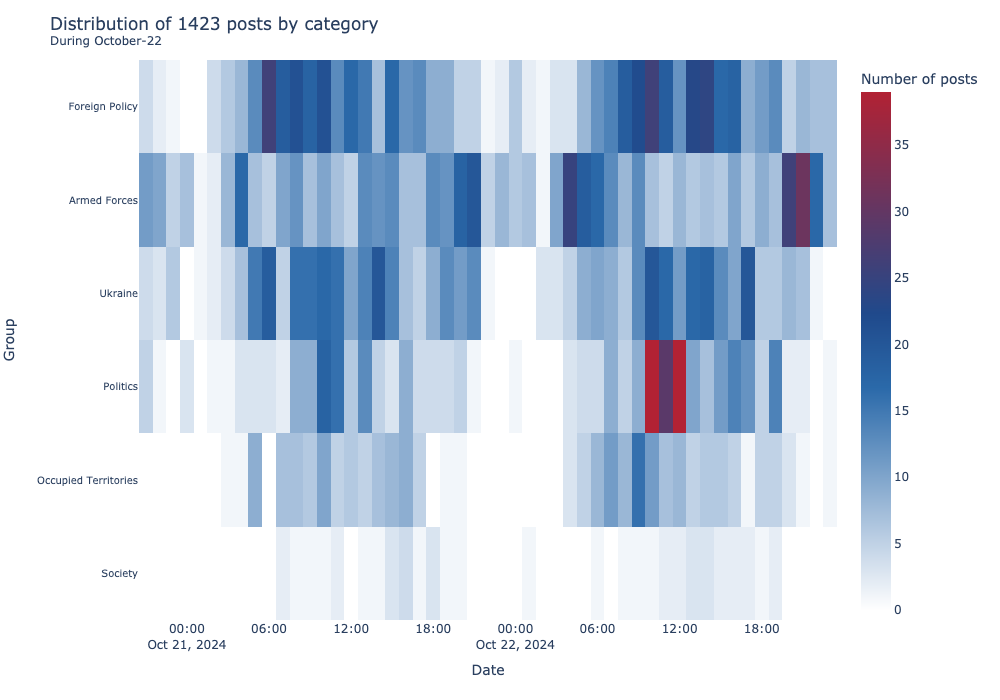 Distribution of 1423 posts by category
During October-22
Number of posts
Foreign Policy
Armed Forces
Ukraine
Politics
Occupied Territories
Society
Group
35
30
25
20
15
10
5
0
00:00
Oct 21, 2024
06:00
12:00
18:00
00:00
Oct 22, 2024
06:00
12:00
18:00
Date